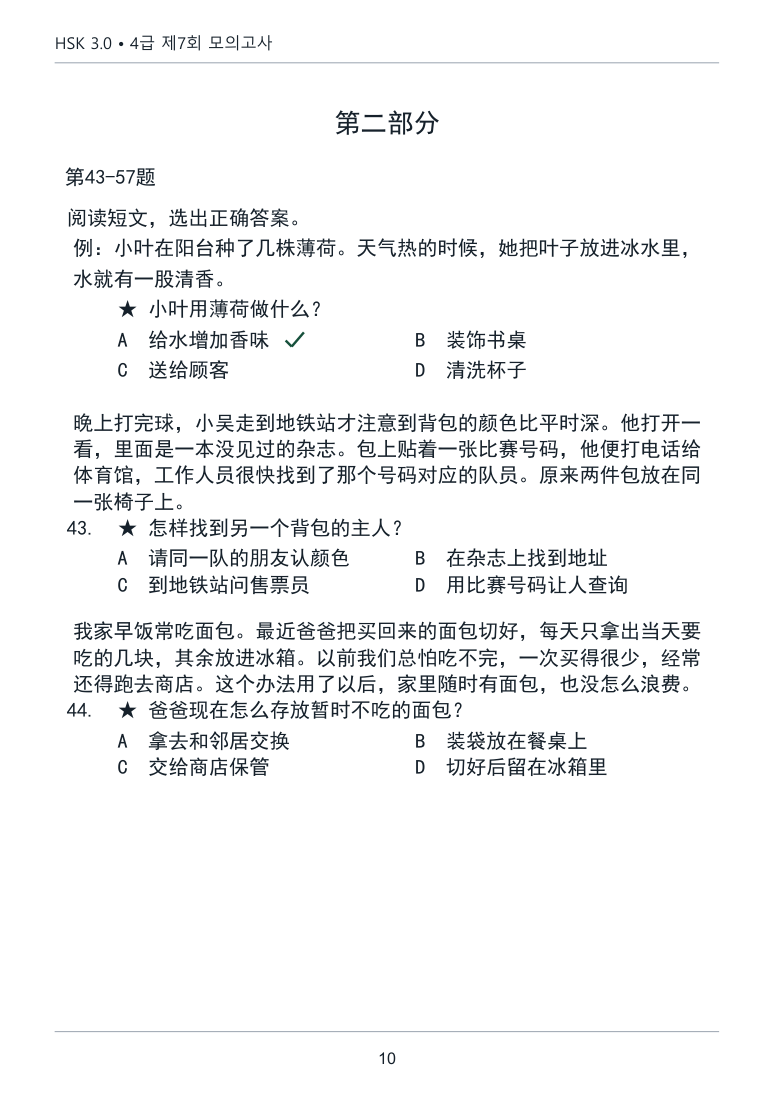 HSK 3.0 • 4급 제7회 모의고사
第二部分
第43-57题
阅读短文，选出正确答案。
例：小叶在阳台种了几株薄荷。天气热的时候，她把叶子放进冰水里，
水就有一股清香。
★ 小叶用薄荷做什么？
A 给水增加香味 ✓ B 装饰书桌
C 送给顾客 D 清洗杯子
晚上打完球，小吴走到地铁站才注意到背包的颜色比平时深。他打开一
看，里面是一本没见过的杂志。包上贴着一张比赛号码，他便打电话给
体育馆，工作人员很快找到了那个号码对应的队员。原来两件包放在同
一张椅子上。
43. ★ 怎样找到另一个背包的主人？
A 请同一队的朋友认颜色 B 在杂志上找到地址
C 到地铁站问售票员 D 用比赛号码让人查询
我家早饭常吃面包。最近爸爸把买回来的面包切好，每天只拿出当天要
吃的几块，其余放进冰箱。以前我们总怕吃不完，一次买得很少，经常
还得跑去商店。这个办法用了以后，家里随时有面包，也没怎么浪费。
44. ★ 爸爸现在怎么存放暂时不吃的面包？
A 拿去和邻居交换 B 装袋放在餐桌上
C 交给商店保管 D 切好后留在冰箱里
10